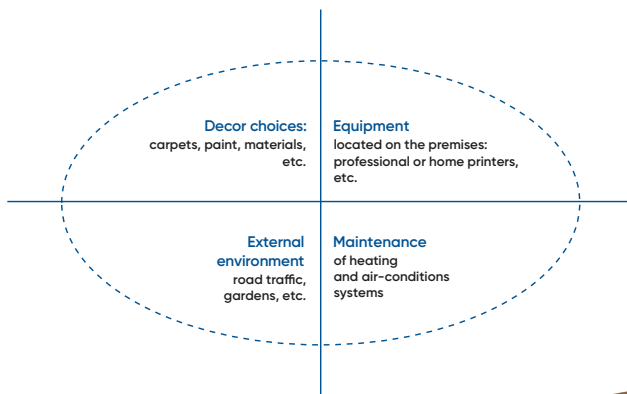 Decor choices:
carpets, paint, materials,
etc.
Equipment
located on the premises:
professional or home printers,
etc.
External
environment
road traffic,
gardens, etc.
Maintenance
of heating
and air-conditions
systems